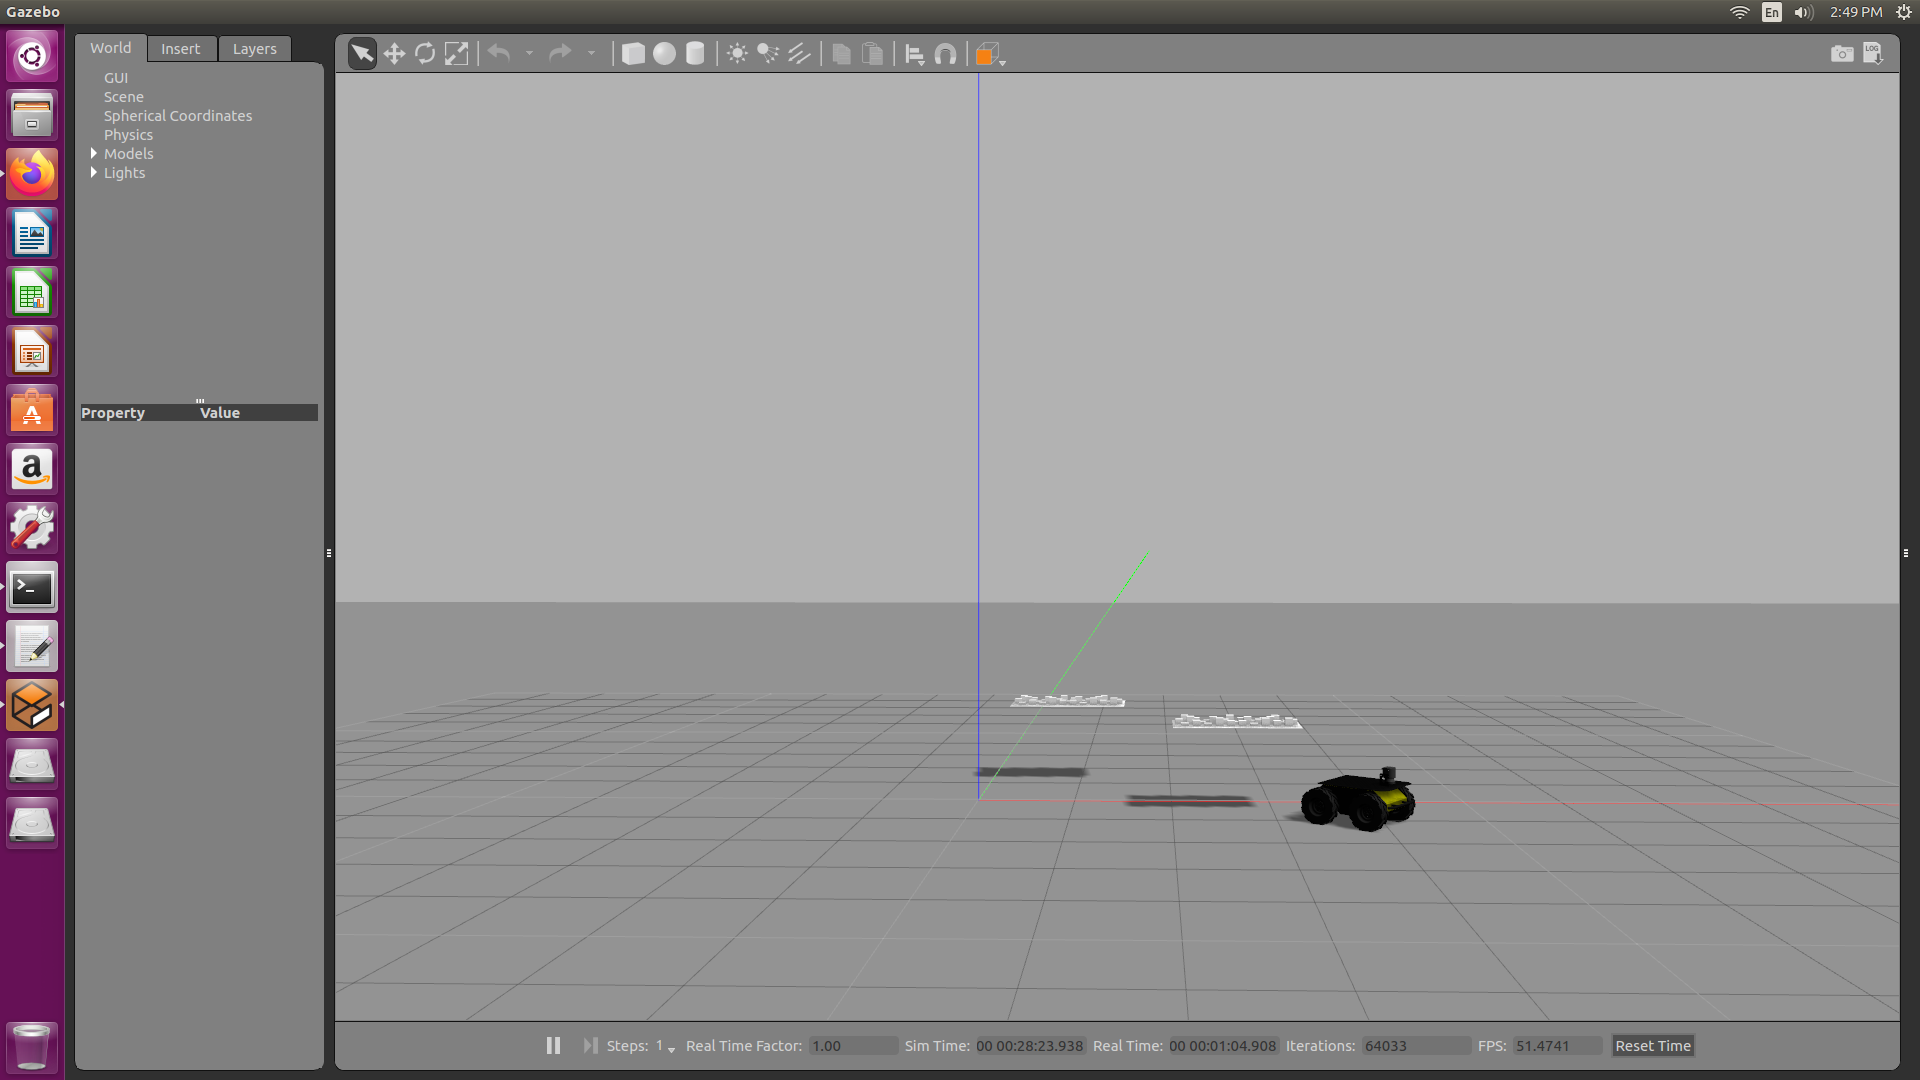 Gazebo
En
2:49 PM
World Insert Layers
LOG
GUI
Scene
Spherical Coordinates
Physics
Models
Lights
Property Value
a
>_
Steps: 1 Real Time Factor: 1.00 Sim Time: 00 00:28:23.938 Real Time: 00 00:01:04.908 Iterations: 64033 FPS: 51.4741 Reset Time